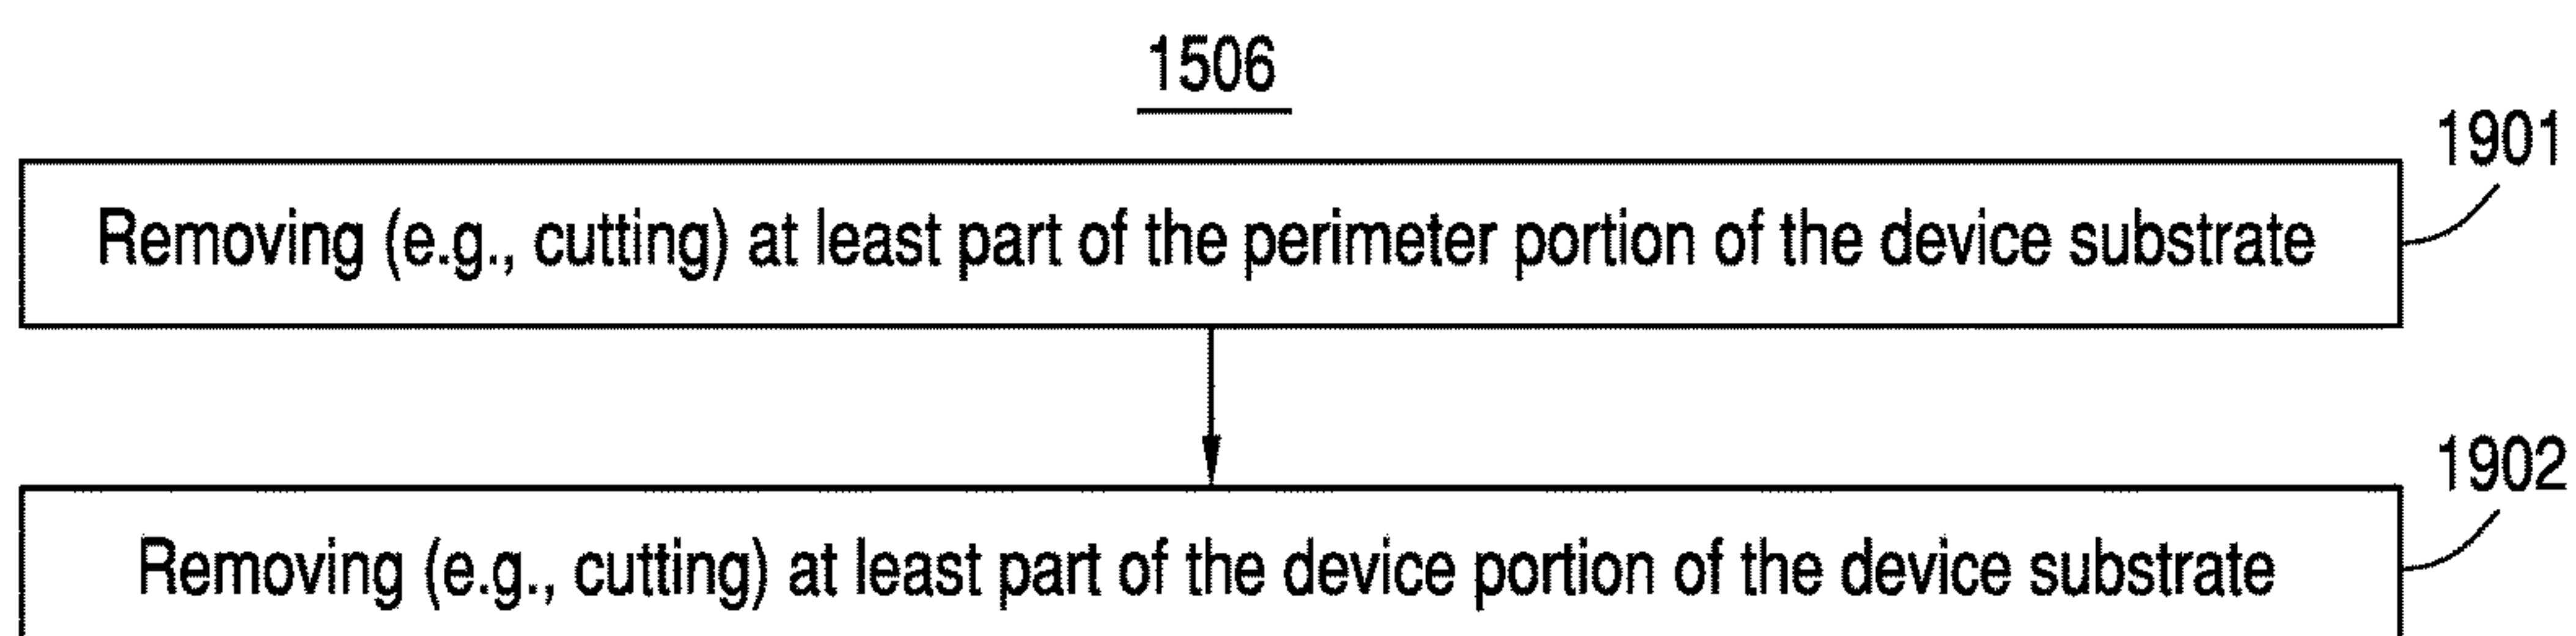 1506
1901
Removing (e.g., cutting) at least part of the perimeter portion of the device substrate
1902
Removing (e.g., cutting) at least part of the device portion of the device substrate